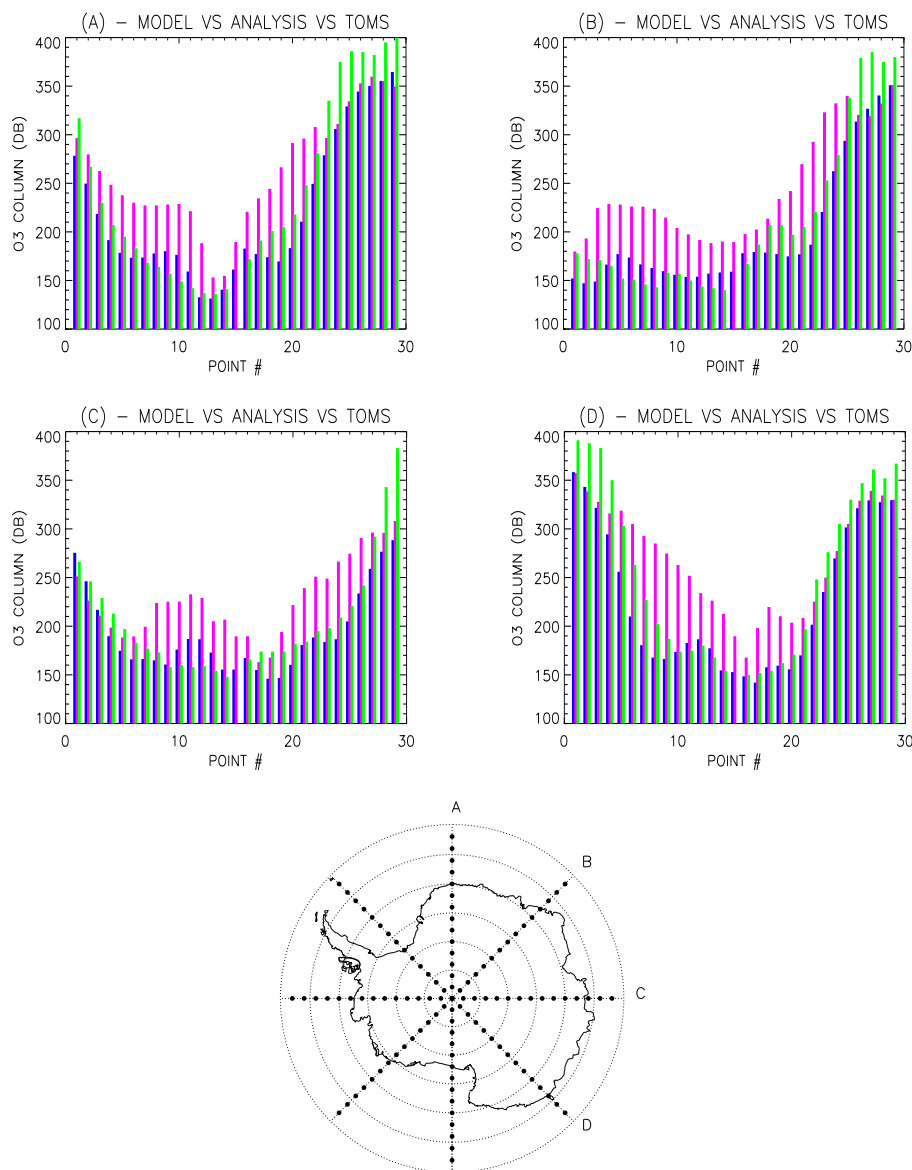 (A) – MODEL VS ANALYSIS VS TOMS
400
350
300
250
200
150
100
O3 COLUMN (DB)
0
10
20
30
POINT #
(B) – MODEL VS ANALYSIS VS TOMS
400
350
300
250
200
150
100
O3 COLUMN (DB)
0
10
20
30
POINT #
(C) – MODEL VS ANALYSIS VS TOMS
400
350
300
250
200
150
100
O3 COLUMN (DB)
0
10
20
30
POINT #
(D) – MODEL VS ANALYSIS VS TOMS
400
350
300
250
200
150
100
O3 COLUMN (DB)
0
10
20
30
POINT #
A
B
C
D